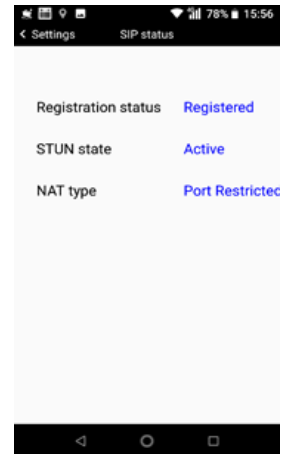 78% 15:56
Settings SIP status
Registration status Registered
STUN state Active
NAT type Port Restricted